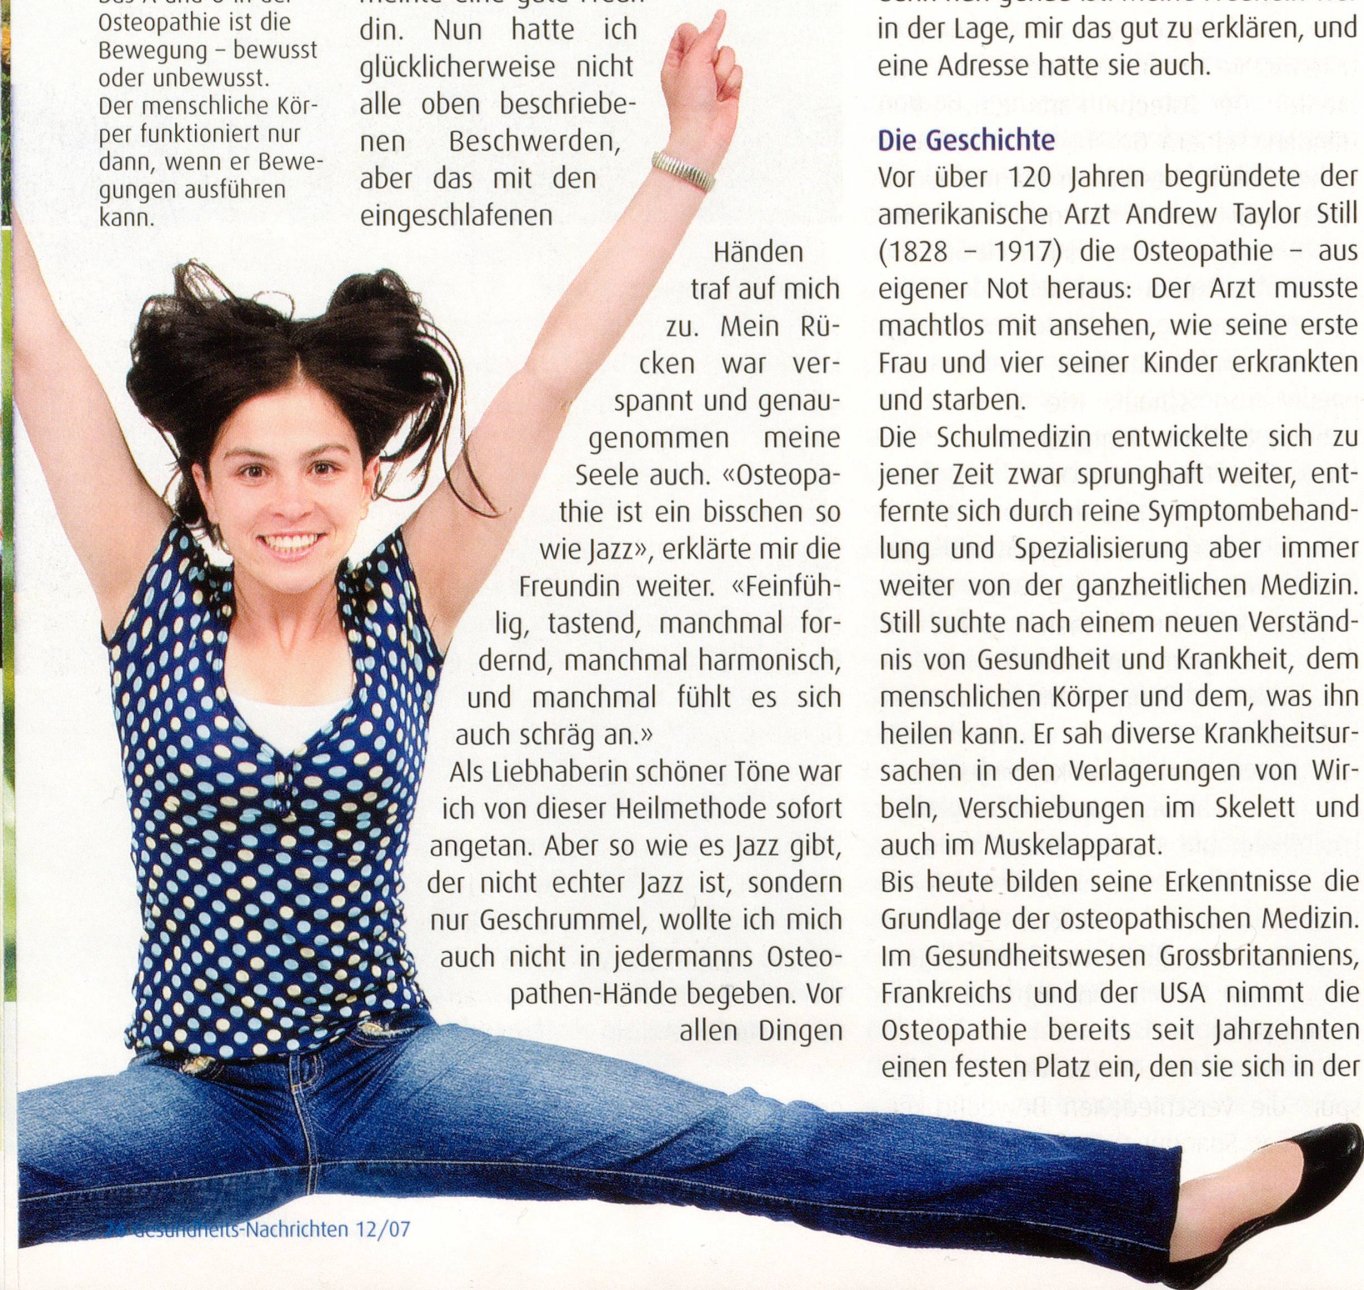 Das A und O in der
Osteopathie ist die
Bewegung – bewusst
oder unbewusst.
Der menschliche Kör-
per funktioniert nur
dann, wenn er Bewe-
gungen ausführen
kann.
meinte eine gute Freun-
din. Nun hatte ich
glücklicherweise nicht
alle oben beschriebe-
nen Beschwerden,
aber das mit den
eingeschlafenen
Händen
traf auf mich
zu. Mein Rü-
cken war ver-
spannt und genau-
genommen meine
Seele auch. «Osteopa-
thie ist ein bisschen so
wie Jazz», erklärte mir die
Freundin weiter. «Feinfüh-
lig, tastend, manchmal for-
dernd, manchmal harmonisch,
und manchmal fühlt es sich
auch schräg an.»
Als Liebhaberin schöner Töne war
ich von dieser Heilmethode sofort
angetan. Aber so wie es Jazz gibt,
der nicht echter Jazz ist, sondern
nur Geschrummel, wollte ich mich
auch nicht in jedermanns Osteo-
pathen-Hände begeben. Vor
allen Dingen
in der Lage, mir das gut zu erklären, und
eine Adresse hatte sie auch.
Die Geschichte
Vor über 120 Jahren begründete der
amerikanische Arzt Andrew Taylor Still
(1828 – 1917) die Osteopathie – aus
eigener Not heraus: Der Arzt musste
machtlos mit ansehen, wie seine erste
Frau und vier seiner Kinder erkrankten
und starben.
Die Schulmedizin entwickelte sich zu
jener Zeit zwar sprunghaft weiter, ent-
fernte sich durch reine Symptombehand-
lung und Spezialisierung aber immer
weiter von der ganzheitlichen Medizin.
Still suchte nach einem neuen Verständ-
nis von Gesundheit und Krankheit, dem
menschlichen Körper und dem, was ihn
heilen kann. Er sah diverse Krankheitsur-
sachen in den Verlagerungen von Wir-
beln, Verschiebungen im Skelett und
auch im Muskelapparat.
Bis heute bilden seine Erkenntnisse die
Grundlage der osteopathischen Medizin.
Im Gesundheitswesen Grossbritanniens,
Frankreichs und der USA nimmt die
Osteopathie bereits seit Jahrzehnten
einen festen Platz ein, den sie sich in der
Gesundheits-Nachrichten 12/07